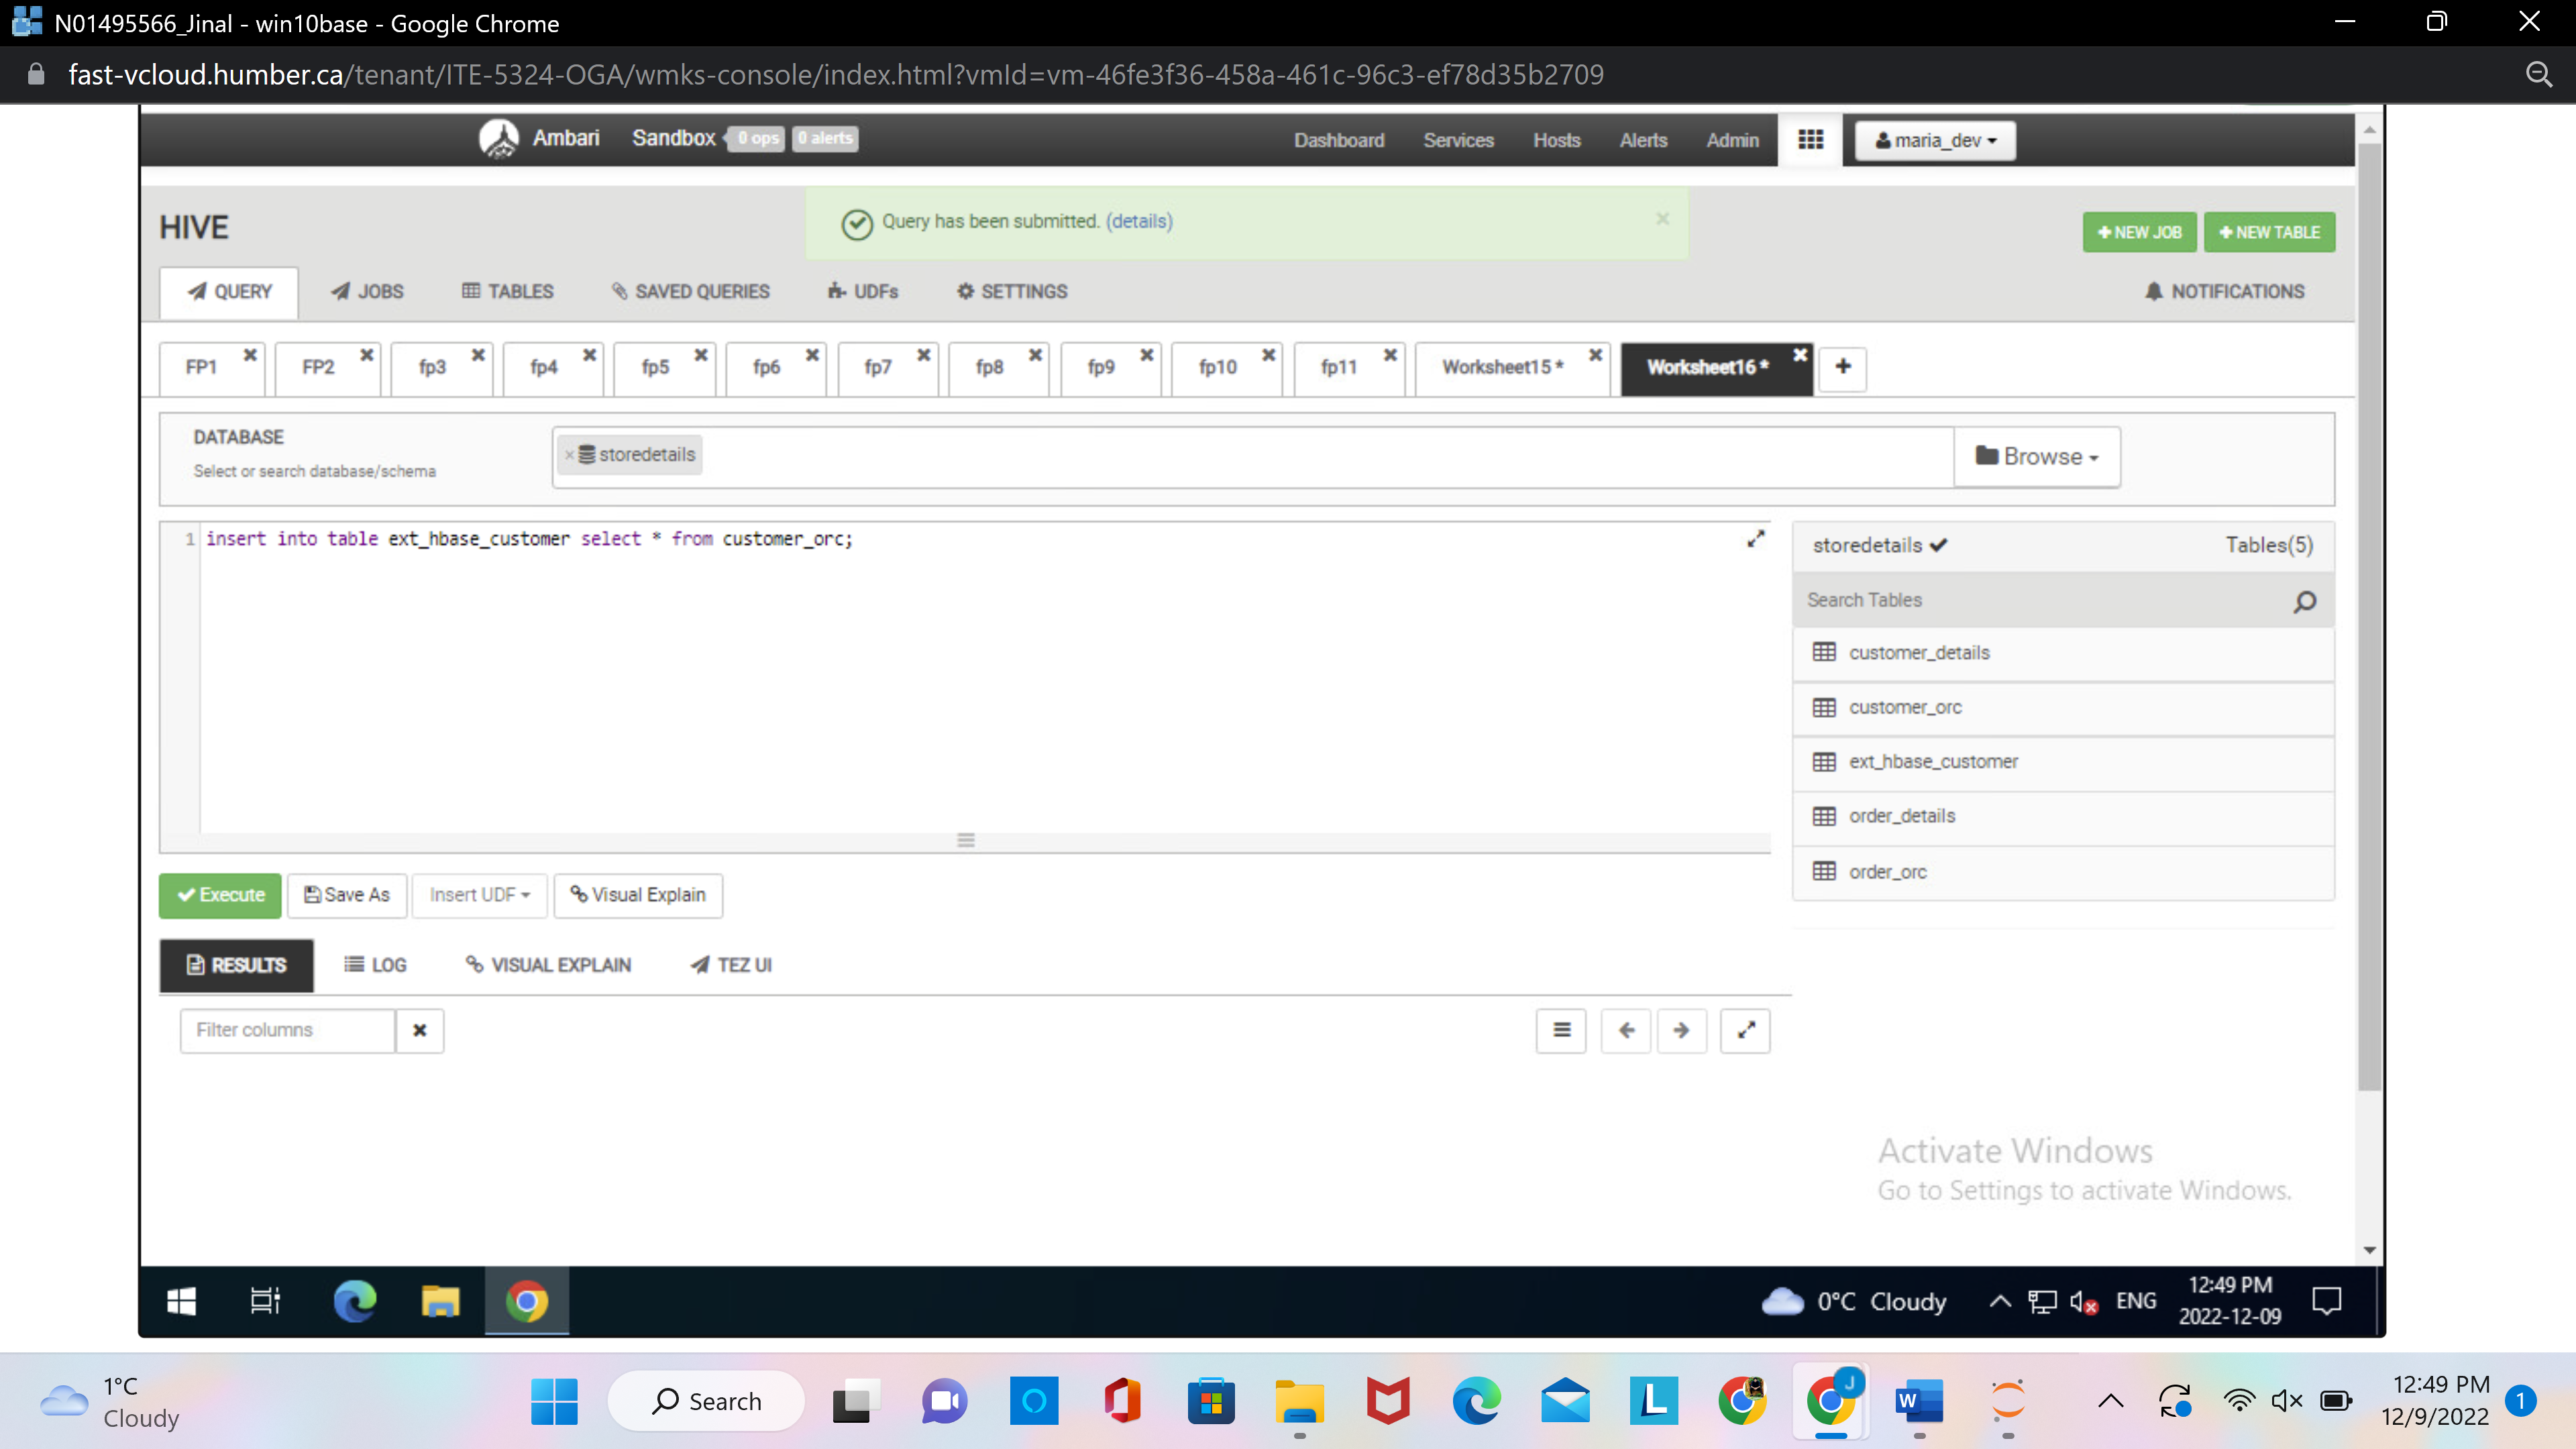 N01495566_Jinal - win10base - Google Chrome
fast-vcloud.humber.ca/tenant/ITE-5324-OGA/wmks-console/index.html?vmId=vm-46fe3f36-458a-461c-96c3-ef78d35b2709
Ambari Sandbox 0 ops 0 alerts Dashboard Services Hosts Alerts Admin maria_dev
HIVE
Query has been submitted. (details) ×
NEW JOB NEW TABLE
QUERY JOBS TABLES SAVED QUERIES UDFs SETTINGS NOTIFICATIONS
FP1 FP2 fp3 fp4 fp5 fp6 fp7 fp8 fp9 fp10 fp11 Worksheet15 * Worksheet16 * +
DATABASE
Select or search database/schema
× storedetails
Browse
1 insert into table ext_hbase_customer select * from customer_orc;
storedetails Tables(5)
Search Tables
customer_details
customer_orc
ext_hbase_customer
order_details
order_orc
Execute Save As Insert UDF Visual Explain
RESULTS LOG VISUAL EXPLAIN TEZ UI
Filter columns
Activate Windows
Go to Settings to activate Windows.
0°C Cloudy ENG 12:49 PM
2022-12-09
1°C
Cloudy
Search
J
W
L
12:49 PM
12/9/2022
1